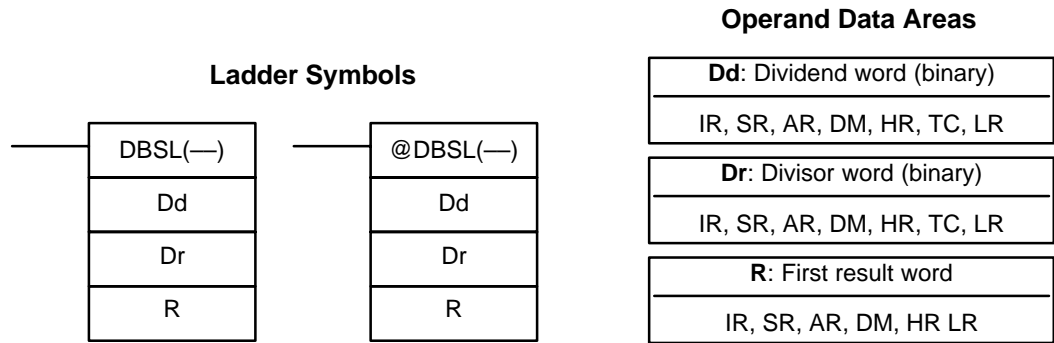 Operand Data Areas
Ladder Symbols
DBSL(––)
Dd
Dr
R
@DBSL(––)
Dd
Dr
R
Dd: Dividend word (binary)
IR, SR, AR, DM, HR, TC, LR
Dr: Divisor word (binary)
IR, SR, AR, DM, HR, TC, LR
R: First result word
IR, SR, AR, DM, HR LR